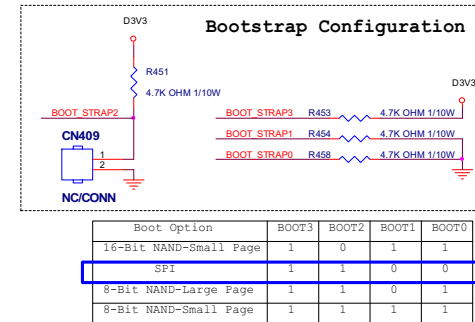 Bootstrap Configuration
D3V3
R451
4.7K OHM 1/10W
D3V3
BOOT_STRAP2
BOOT_STRAP3 R453 4.7K OHM 1/10W
CN409
BOOT_STRAP1 R454 4.7K OHM 1/10W
1
BOOT_STRAP0 R458 4.7K OHM 1/10W
2
NC/CONN
Boot Option BOOT3 BOOT2 BOOT1 BOOT0
16-Bit NAND-Small Page 1 0 1 1
SPI 1 1 0 0
8-Bit NAND-Large Page 1 1 0 1
8-Bit NAND-Small Page 1 1 1 1